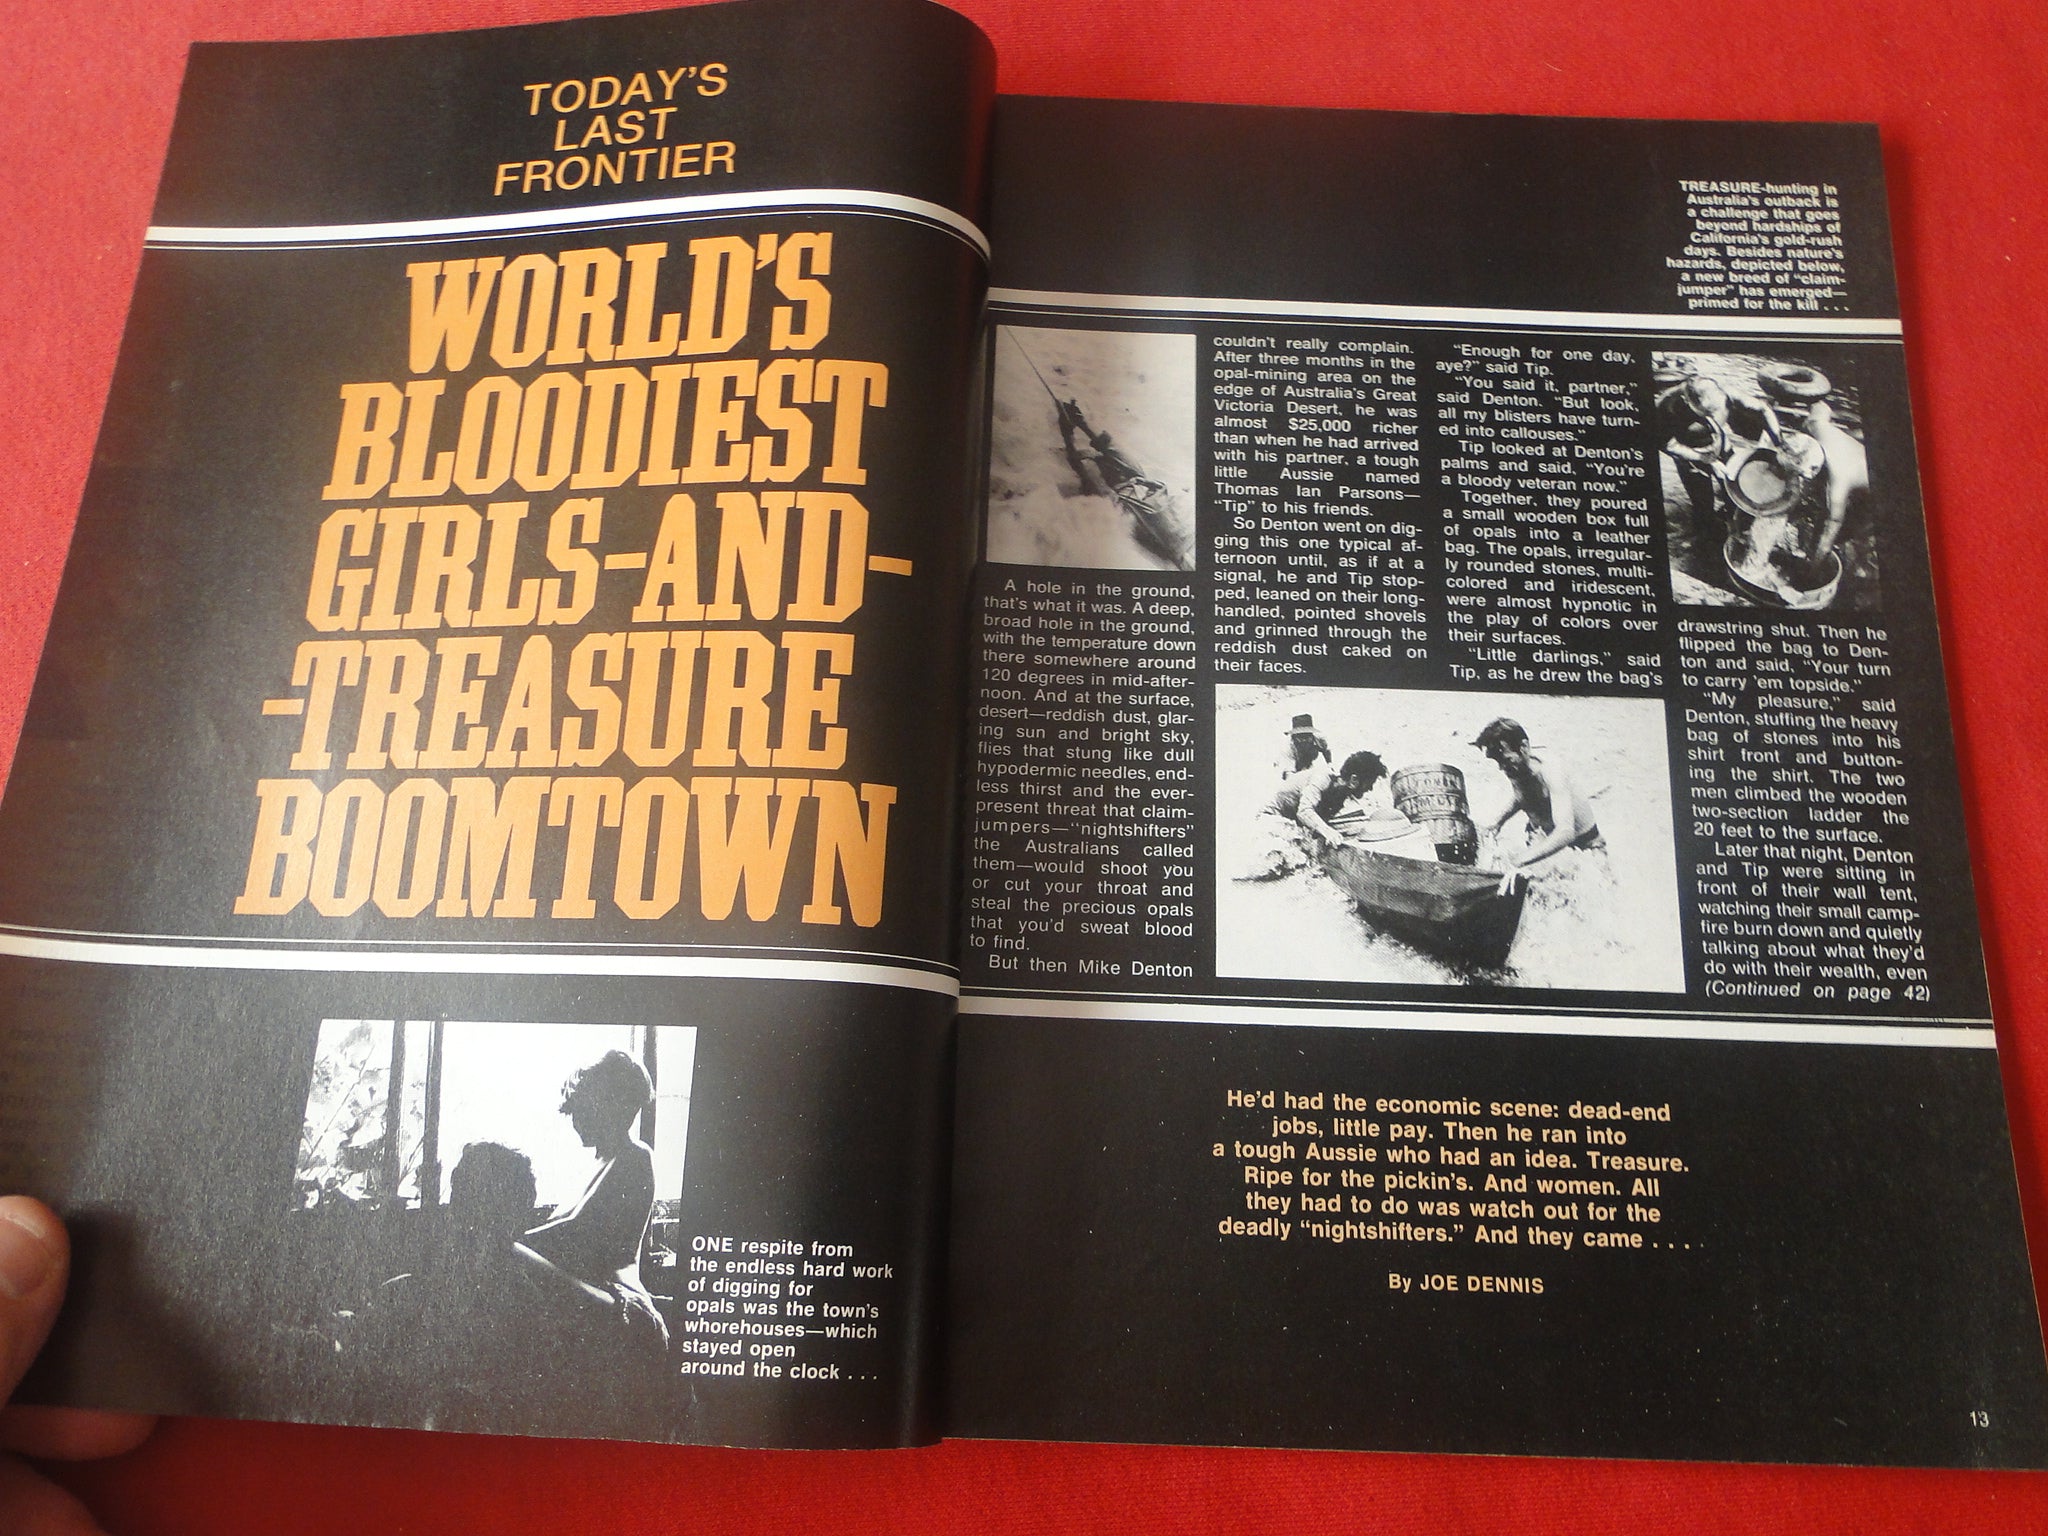 TODAY'S
LAST
FRONTIER
WORLD'S
BLOODIEST
GIRLS-AND-
-TREASURE
BOOMTOWN
ONE respite from
the endless hard work
of digging for
opals was the town's
whorehouses—which
stayed open
around the clock . . .
TREASURE-hunting in
Australia's outback is
a challenge that goes
beyond hardships of
California's gold-rush
days. Besides nature's
hazards, depicted below,
a new breed of "claim-
jumper" has emerged—
primed for the kill . . .
A hole in the ground,
that's what it was. A deep,
broad hole in the ground,
with the temperature down
there somewhere around
120 degrees in mid-after-
noon. And at the surface,
desert—reddish dust, glar-
ing sun and bright sky,
flies that stung like dull
hypodermic needles, end-
less thirst and the ever-
present threat that claim-
jumpers—"nightshifters"
the Australians called
them—would shoot you
or cut your throat and
steal the precious opals
that you'd sweat blood
to find.
But then Mike Denton
couldn't really complain.
After three months in the
opal-mining area on the
edge of Australia's Great
Victoria Desert, he was
almost $25,000 richer
than when he had arrived
with his partner, a tough
little Aussie named
Thomas Ian Parsons—
"Tip" to his friends.
So Denton went on dig-
ging this one typical af-
ternoon until, as if at a
signal, he and Tip stop-
ped, leaned on their long-
handled, pointed shovels
and grinned through the
reddish dust caked on
their faces.
"Enough for one day,
aye?" said Tip.
"You said it, partner,"
said Denton. "But look,
all my blisters have turn-
ed into callouses."
Tip looked at Denton's
palms and said, "You're
a bloody veteran now."
Together, they poured
a small wooden box full
of opals into a leather
bag. The opals, irregular-
ly rounded stones, multi-
colored and iridescent,
were almost hypnotic in
the play of colors over
their surfaces.
"Little darlings," said
Tip, as he drew the bag's
drawstring shut. Then he
flipped the bag to Den-
ton and said, "Your turn
to carry 'em topside."
"My pleasure," said
Denton, stuffing the heavy
bag of stones into his
shirt front and button-
ing the shirt. The two
men climbed the wooden
two-section ladder the
20 feet to the surface.
Later that night, Denton
and Tip were sitting in
front of their wall tent,
watching their small camp-
fire burn down and quietly
talking about what they'd
do with their wealth, even
(Continued on page 42)
He'd had the economic scene: dead-end
jobs, little pay. Then he ran into
a tough Aussie who had an idea. Treasure.
Ripe for the pickin's. And women. All
they had to do was watch out for the
deadly "nightshifters." And they came . . . .
By JOE DENNIS
13